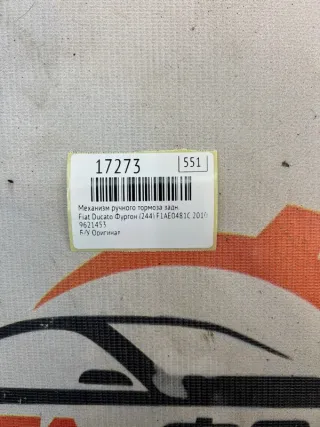 17273 551
Механизм ручного тормоза задн.
Fiat Ducato Фургон (244) F1AE0481C 2010
9621453
Б/У Оригинал